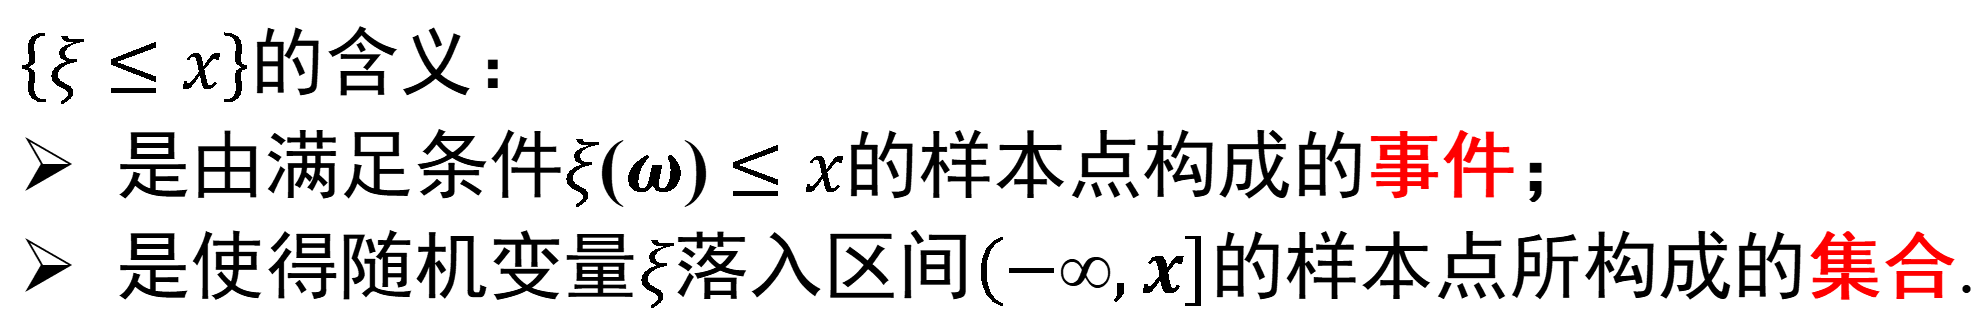 {ξ ≤ x}的含义：
➢ 是由满足条件ξ(ω) ≤ x的样本点构成的事件；
➢ 是使得随机变量ξ落入区间(−∞, x]的样本点所构成的集合.